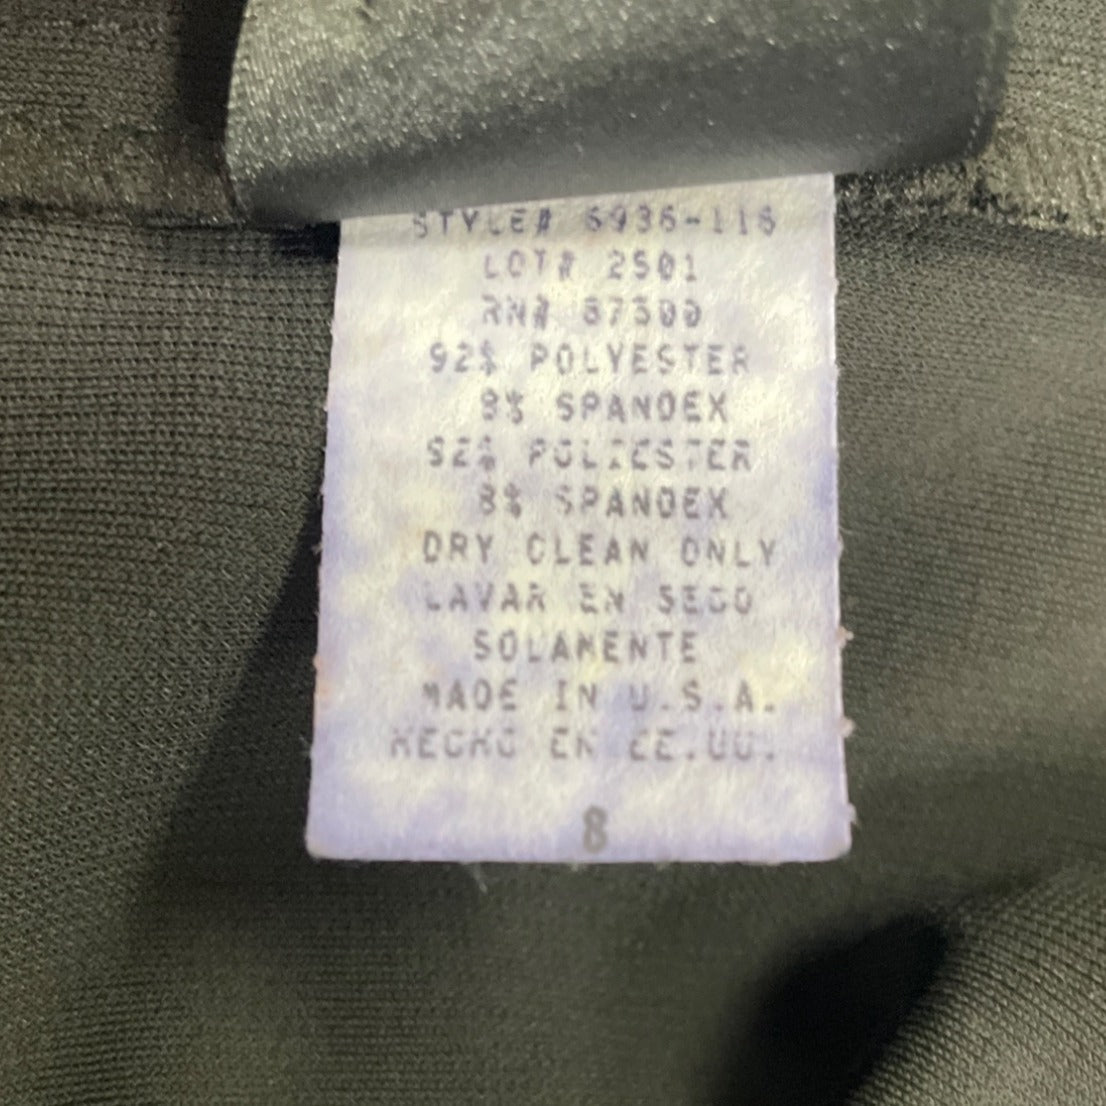 STYLE# 6936-116
LOT# 2501
RN# 87300
92% POLYESTER
8% SPANDEX
92% POLIESTER
8% SPANDEX
DRY CLEAN ONLY
LAVAR EN SECO
SOLAMENTE
MADE IN U.S.A.
HECHO EN EE.UU.
8